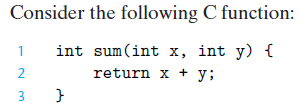 Consider the following C function:
1 int sum(int x, int y) {
2 return x + y;
3 }